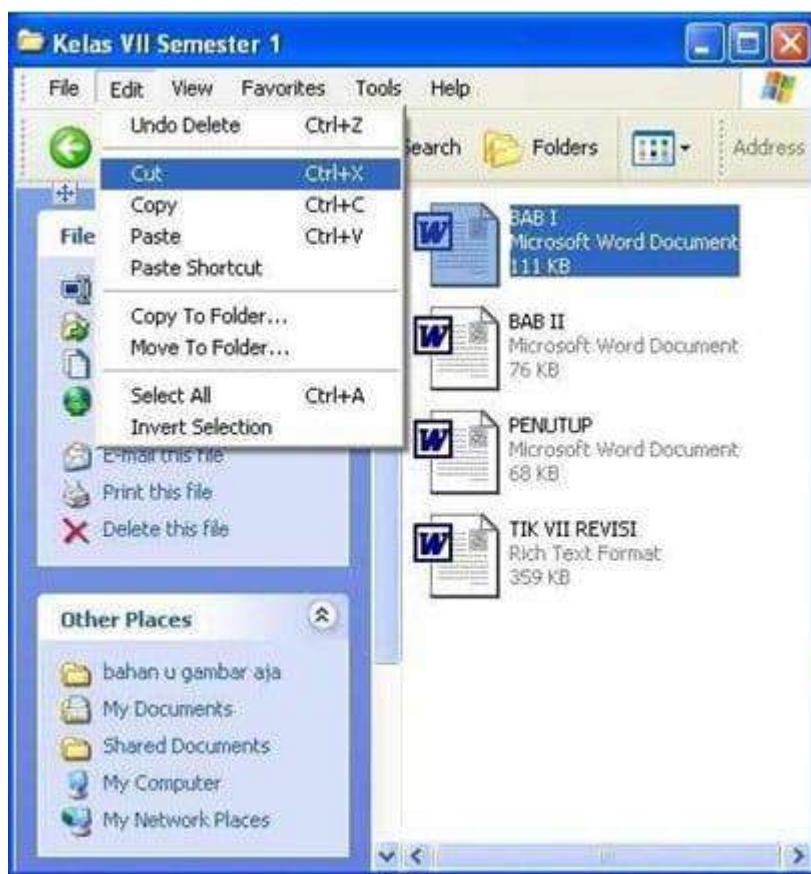 Kelas VII Semester 1
File Edit View Favorites Tools Help
Undo Delete Ctrl+Z
Cut Ctrl+X
Copy Ctrl+C
Paste Ctrl+V
Paste Shortcut
Copy To Folder...
Move To Folder...
Select All Ctrl+A
Invert Selection
Folders
Address
File
E-mail this file
Print this file
Delete this file
Other Places
bahan u gambar aja
My Documents
Shared Documents
My Computer
My Network Places
BAB I
Microsoft Word Document
111 KB
BAB II
Microsoft Word Document
76 KB
PENUTUP
Microsoft Word Document
68 KB
TIK VII REVISI
Rich Text Format
359 KB